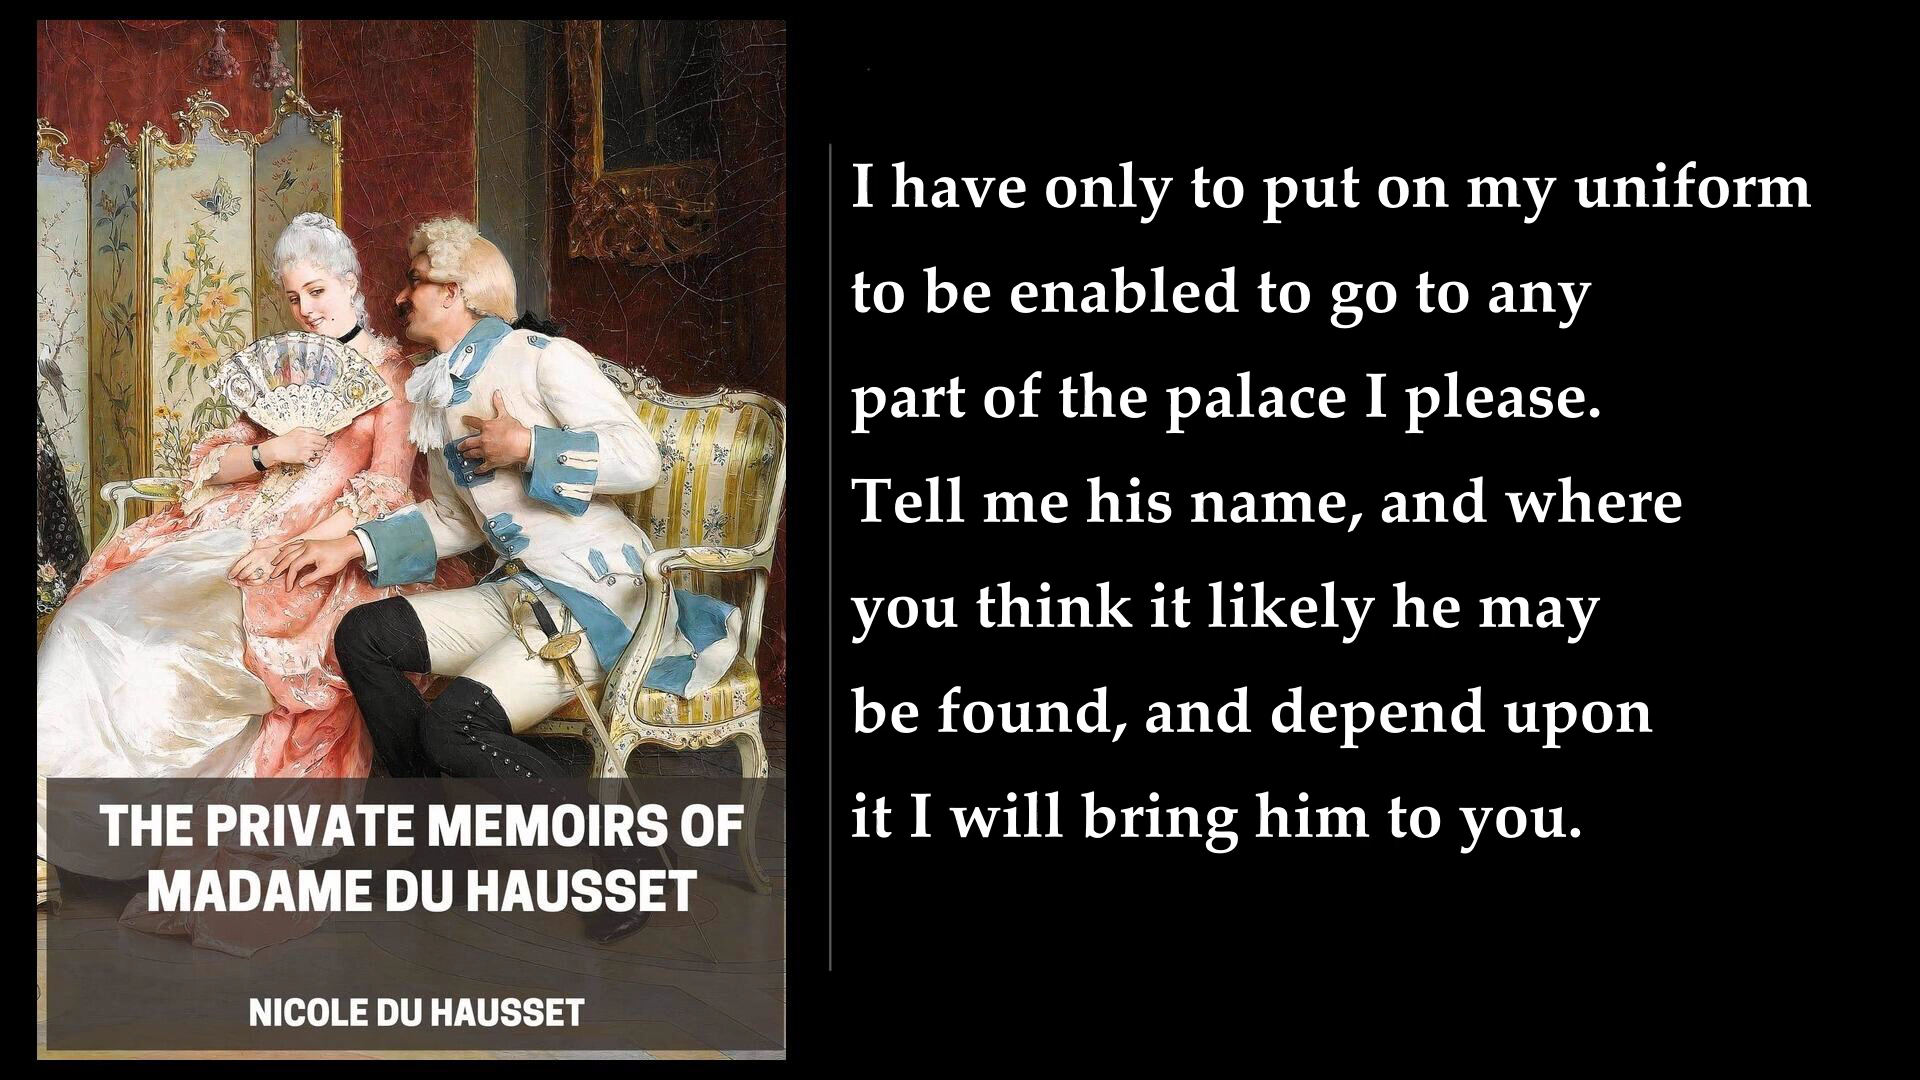 THE PRIVATE MEMOIRS OF
MADAME DU HAUSSET
NICOLE DU HAUSSET
I have only to put on my uniform
to be enabled to go to any
part of the palace I please.
Tell me his name, and where
you think it likely he may
be found, and depend upon
it I will bring him to you.